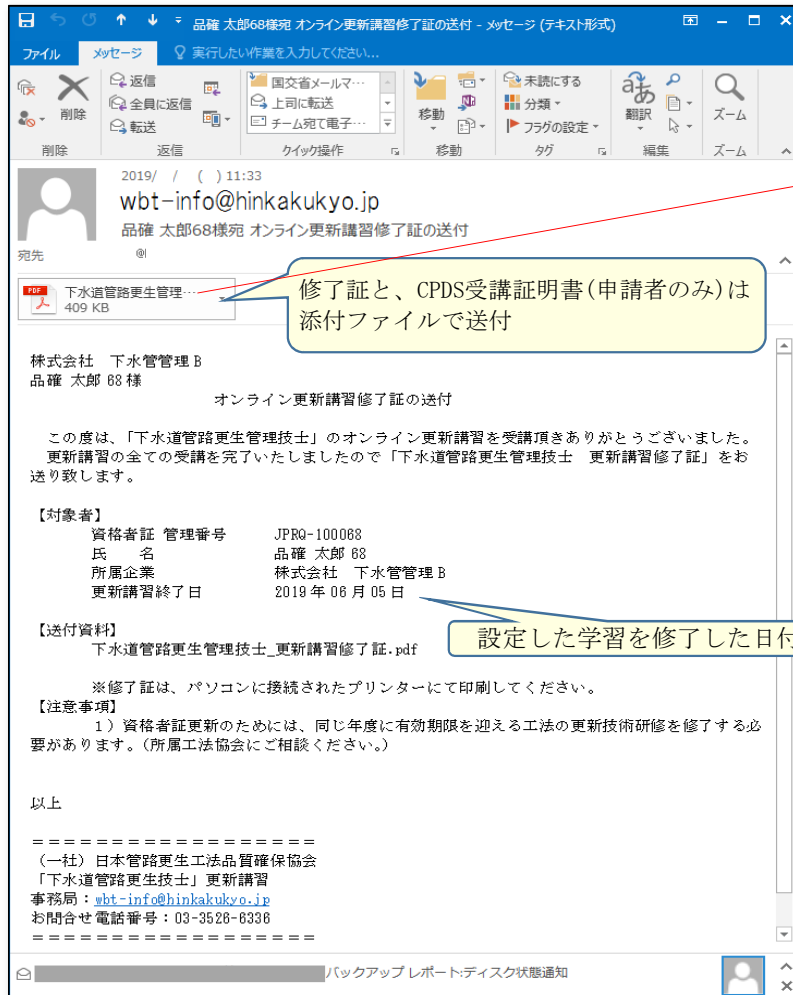 品確 太郎68様宛 オンライン更新講習修了証の送付 - メッセージ (テキスト形式)
ファイル メッセージ 実行したい作業を入力してください...
削除 返信 全員に返信 転送 国交省メールマ… 上司に転送 チーム宛て電子… 移動 未読にする 分類 フラグの設定 翻訳 ズーム
削除 返信 クイック操作 移動 タグ 編集 ズーム
2019/ / ( ) 11:33
wbt-info@hinkakukyo.jp
品確 太郎68様宛 オンライン更新講習修了証の送付
宛先 @
PDF 下水道管路更生管理…
409 KB
修了証と、CPDS受講証明書(申請者のみ)は
添付ファイルで送付
株式会社 下水管管理B
品確 太郎 68 様
オンライン更新講習修了証の送付
この度は、「下水道管路更生管理技士」のオンライン更新講習を受講頂きありがとうございました。
更新講習の全ての受講を完了いたしましたので「下水道管路更生管理技士 更新講習修了証」をお
送り致します。
【対象者】
資格者証 管理番号 JPRQ-100068
氏 名 品確 太郎 68
所属企業 株式会社 下水管管理B
更新講習終了日 2019 年 06 月 05 日
設定した学習を修了した日付
【送付資料】
下水道管路更生管理技士_更新講習修了証.pdf
※修了証は、パソコンに接続されたプリンターにて印刷してください。
【注意事項】
1)資格者証更新のためには、同じ年度に有効期限を迎える工法の更新技術研修を修了する必
要があります。(所属工法協会にご相談ください。)
以上
==================
(一社)日本管路更生工法品質確保協会
「下水道管路更生技士」更新講習
事務局:wbt-info@hinkakukyo.jp
お問合せ電話番号:03-3526-6336
==================
バックアップ レポート:ディスク状態通知